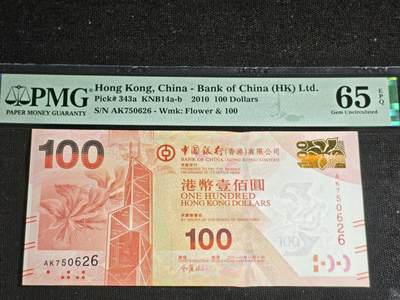 PMG
PAPER MONEY GUARANTY
Hong Kong, China - Bank of China (HK) Ltd.
Pick# 343a KNB14a-b 2010 100 Dollars
S/N AK750626 - Wmk: Flower & 100
65 EPQ
Gem Uncirculated
100
中國銀行(香港)有限公司
BANK OF CHINA (HONG KONG) LIMITED
港幣壹佰圓
ONE HUNDRED
HONG KONG DOLLARS
100
AK750626
AK750626